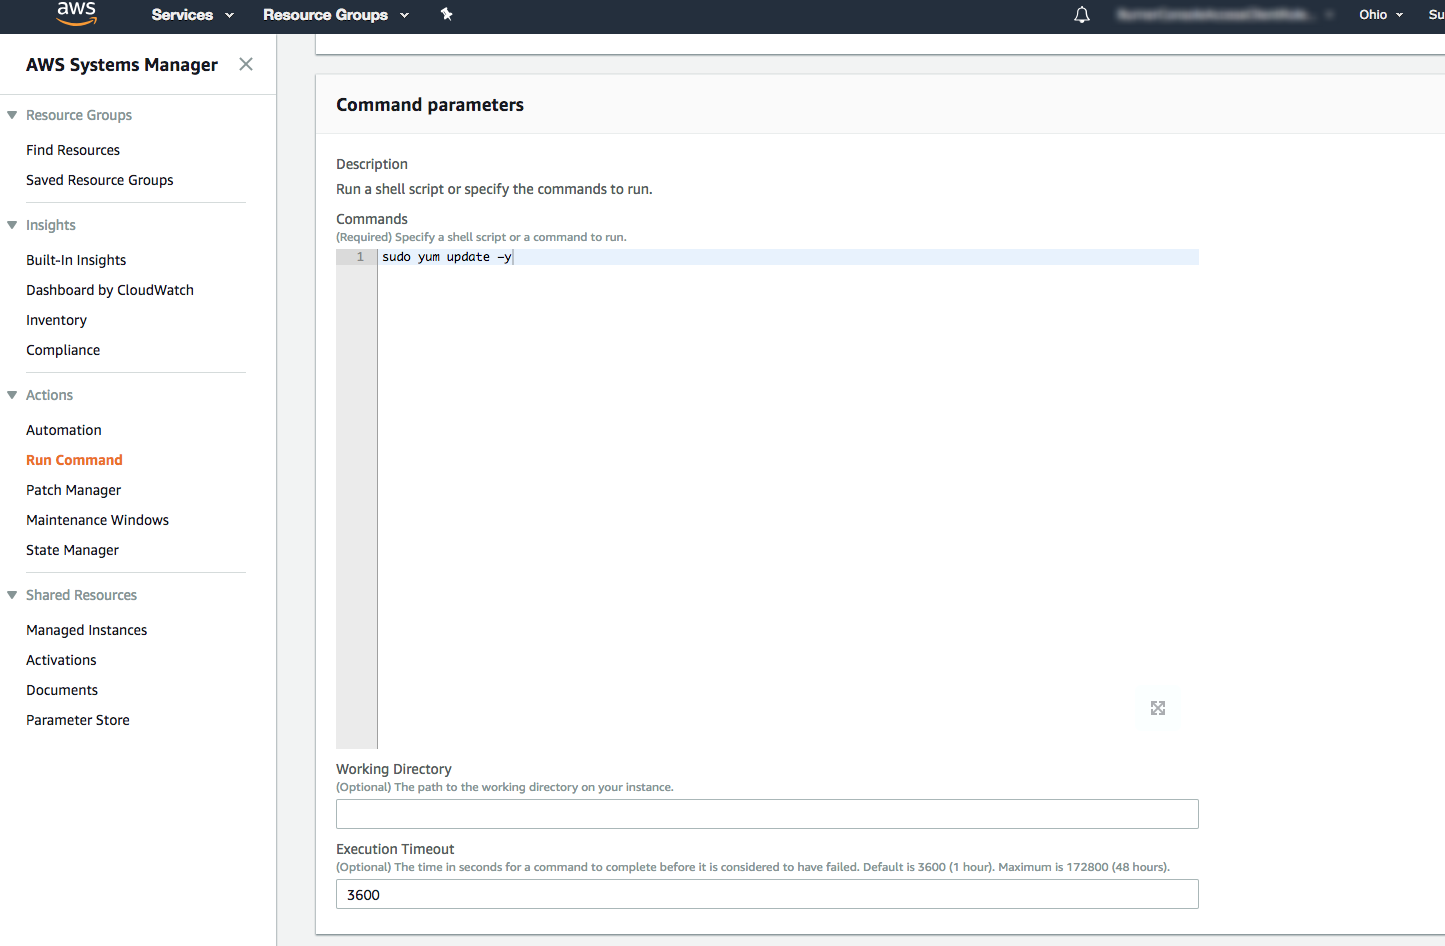 aws Services Resource Groups Ohio Su
AWS Systems Manager
Resource Groups
Find Resources
Saved Resource Groups
Insights
Built-In Insights
Dashboard by CloudWatch
Inventory
Compliance
Actions
Automation
Run Command
Patch Manager
Maintenance Windows
State Manager
Shared Resources
Managed Instances
Activations
Documents
Parameter Store
Command parameters
Description
Run a shell script or specify the commands to run.
Commands
(Required) Specify a shell script or a command to run.
1 sudo yum update -y
Working Directory
(Optional) The path to the working directory on your instance.
Execution Timeout
(Optional) The time in seconds for a command to complete before it is considered to have failed. Default is 3600 (1 hour). Maximum is 172800 (48 hours).
3600